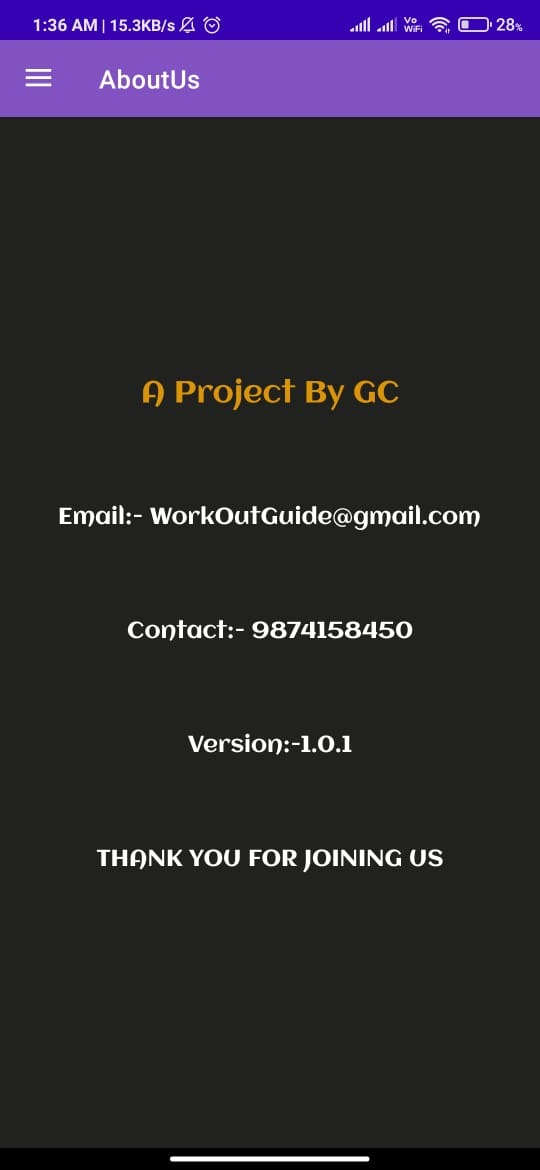 1:36 AM | 15.3KB/s Vo WiFi 28%
AboutUs
A Project By GC
Email:- WorkOutGuide@gmail.com
Contact:- 9874158450
Version:-1.0.1
THANK YOU FOR JOINING US